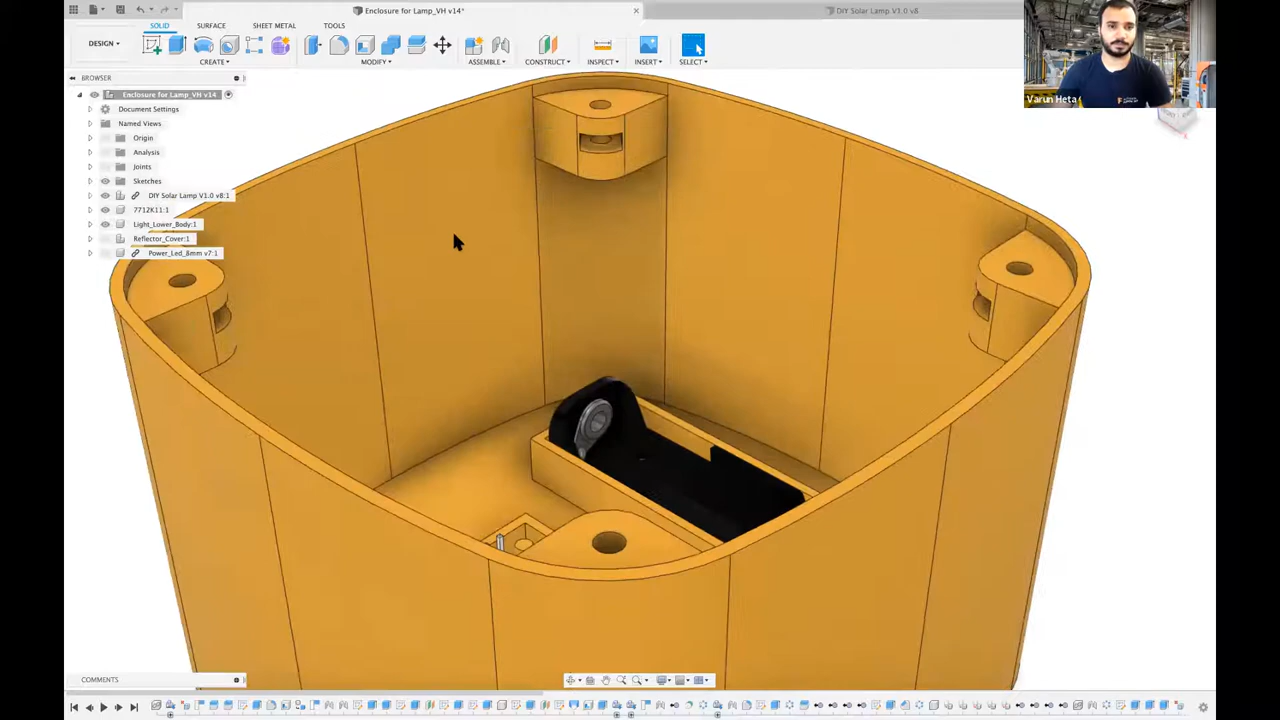 Enclosure for Lamp_VH v14*
DIY Solar Lamp V1.0 v8
SOLID
SURFACE
SHEET METAL
TOOLS
DESIGN
CREATE
MODIFY
ASSEMBLE
CONSTRUCT
INSPECT
INSERT
SELECT
Varun Heta
BROWSER
Enclosure for Lamp_VH v14
Document Settings
Named Views
Origin
Analysis
Joints
Sketches
DIY Solar Lamp V1.0 v8:1
7712K11:1
Light_Lower_Body:1
Reflector_Cover:1
Power_Led_8mm v7:1
COMMENTS